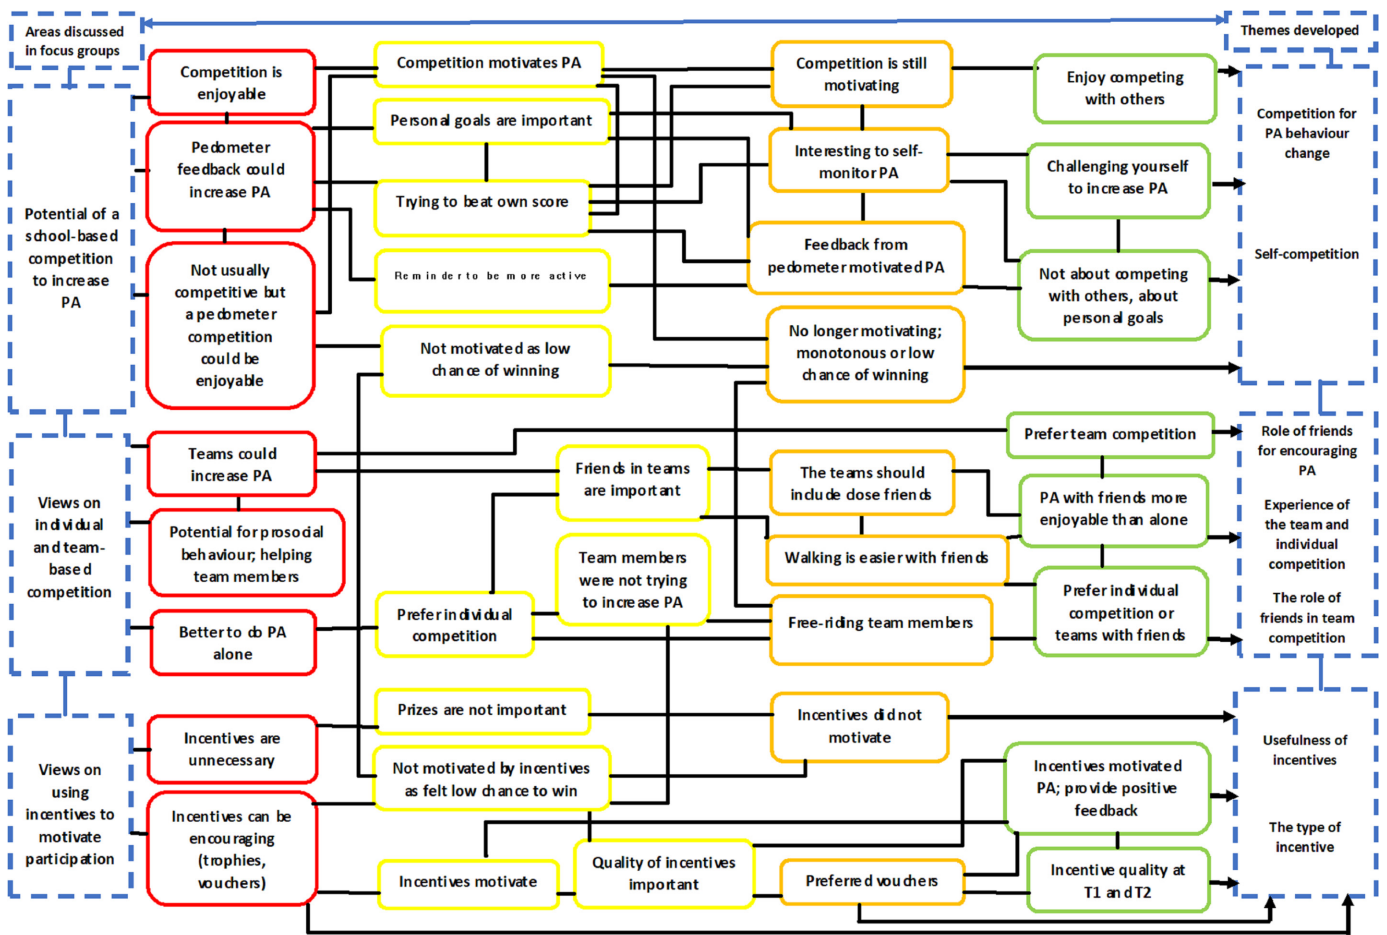 Areas discussed
in focus groups
Themes developed
Potential of a
school-based
competition
to increase
PA
Views on
individual
and team-
based
competition
Views on
using
incentives to
motivate
participation
Competition is
enjoyable
Pedometer
feedback could
increase PA
Not usually
competitive but
a pedometer
competition
could be
enjoyable
Teams could
increase PA
Potential for prosocial
behaviour; helping
team members
Better to do PA
alone
Incentives are
unnecessary
Incentives can be
encouraging
(trophies,
vouchers)
Competition motivates PA
Personal goals are important
Trying to beat own score
Reminder to be more active
Not motivated as low
chance of winning
Friends in teams
are important
Team members
were not trying
to increase PA
Prefer individual
competition
Prizes are not important
Not motivated by incentives
as felt low chance to win
Incentives motivate
Quality of incentives
important
Competition is still
motivating
Interesting to self-
monitor PA
Feedback from
pedometer motivated PA
No longer motivating;
monotonous or low
chance of winning
The teams should
include close friends
Walking is easier with friends
Free-riding team members
Incentives did not
motivate
Preferred vouchers
Enjoy competing
with others
Challenging yourself
to increase PA
Not about competing
with others, about
personal goals
Prefer team competition
PA with friends more
enjoyable than alone
Prefer individual
competition or
teams with friends
Incentives motivated
PA; provide positive
feedback
Incentive quality at
T1 and T2
Competition for
PA behaviour
change
Self-competition
Role of friends
for encouraging
PA
Experience of
the team and
individual
competition
The role of
friends in team
competition
Usefulness of
incentives
The type of
incentive